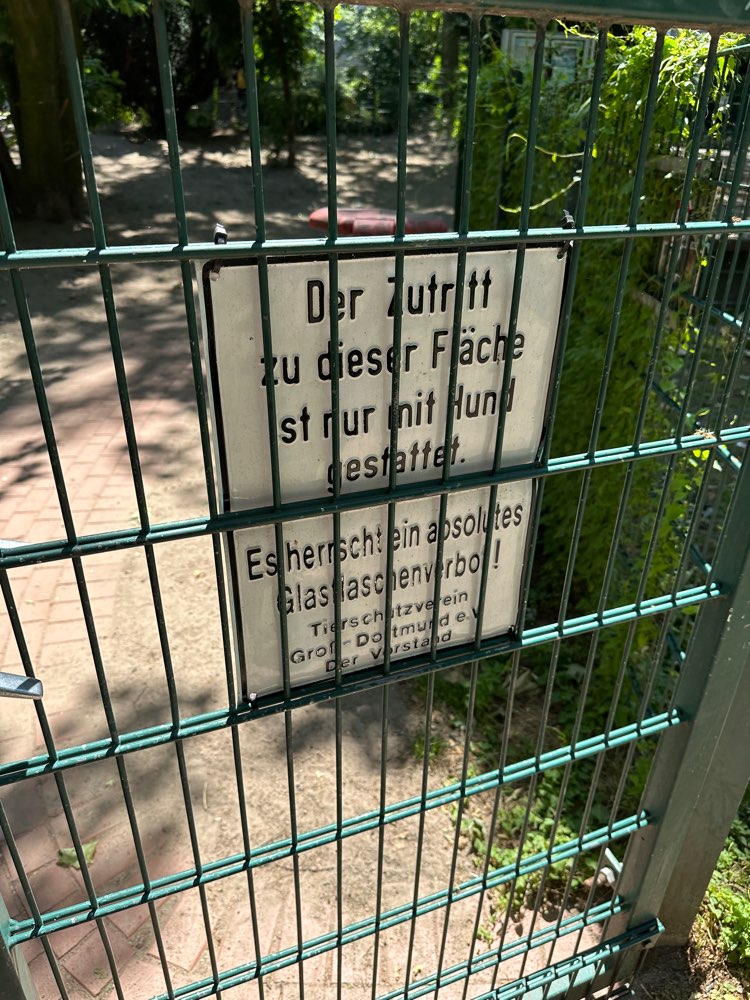 Der Zutritt
zu dieser Fläche
ist nur mit Hund
gestattet.
Es herrscht ein absolutes
Glasflaschenverbot!
Tierschutzverein
Groß-Dortmund e.V
Der Vorstand